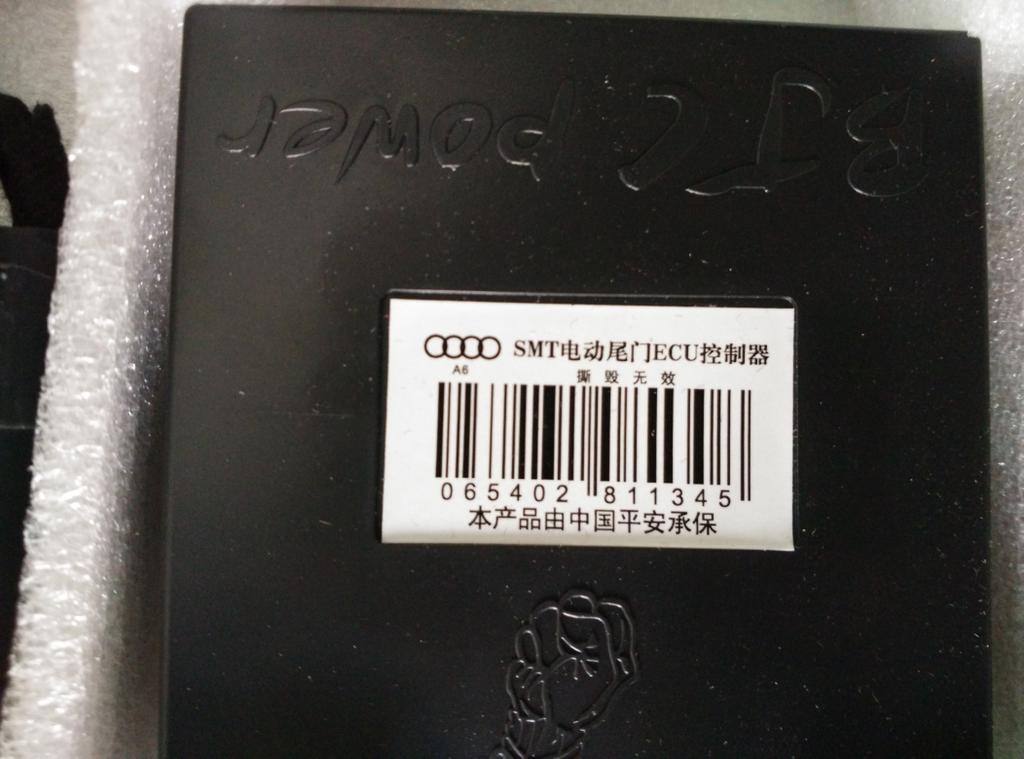 BJC power
SMT电动尾门ECU控制器
A6
撕毁无效
065402 811345
本产品由中国平安承保